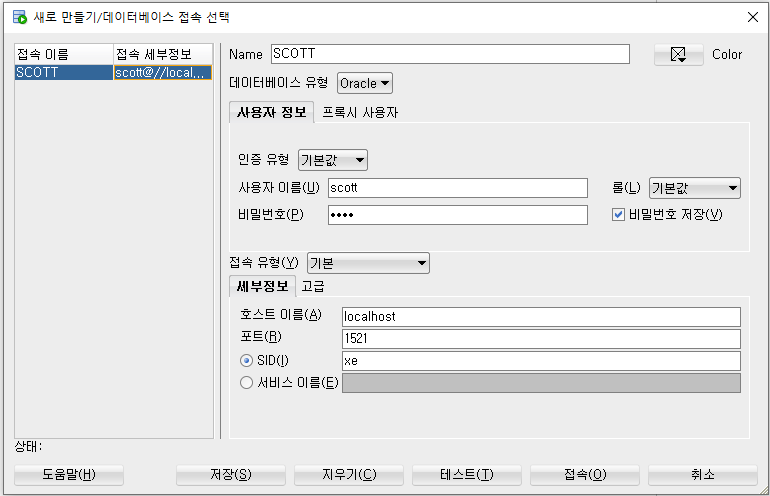 새로 만들기/데이터베이스 접속 선택
접속 이름 접속 세부정보
SCOTT scott@//local,,,
Name SCOTT Color
데이터베이스 유형 Oracle
사용자 정보 프록시 사용자
인증 유형 기본값
사용자 이름(U) scott 롤(L) 기본값
비밀번호(P) •••• 비밀번호 저장(V)
접속 유형(Y) 기본
세부정보 고급
호스트 이름(A) localhost
포트(R) 1521
SID(I) xe
서비스 이름(E)
상태:
도움말(H) 저장(S) 지우기(C) 테스트(T) 접속(O) 취소